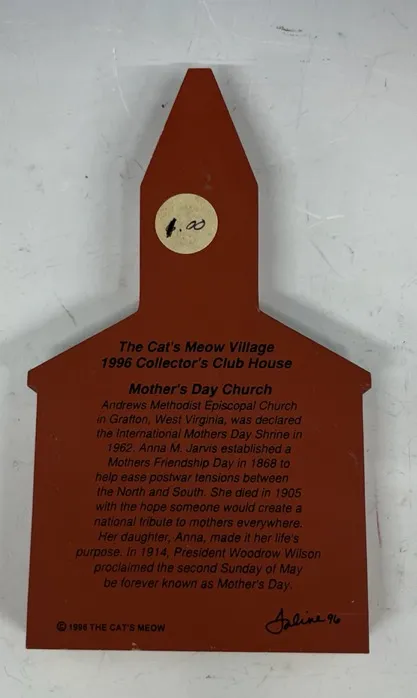 1.00
The Cat's Meow Village
1996 Collector's Club House
Mother's Day Church
Andrews Methodist Episcopal Church
in Grafton, West Virginia, was declared
the International Mothers Day Shrine in
1962. Anna M. Jarvis established a
Mothers Friendship Day in 1868 to
help ease postwar tensions between
the North and South. She died in 1905
with the hope someone would create a
national tribute to mothers everywhere.
Her daughter, Anna, made it her life's
purpose. In 1914, President Woodrow Wilson
proclaimed the second Sunday of May
be forever known as Mother's Day.
© 1996 THE CAT'S MEOW
Faline 96